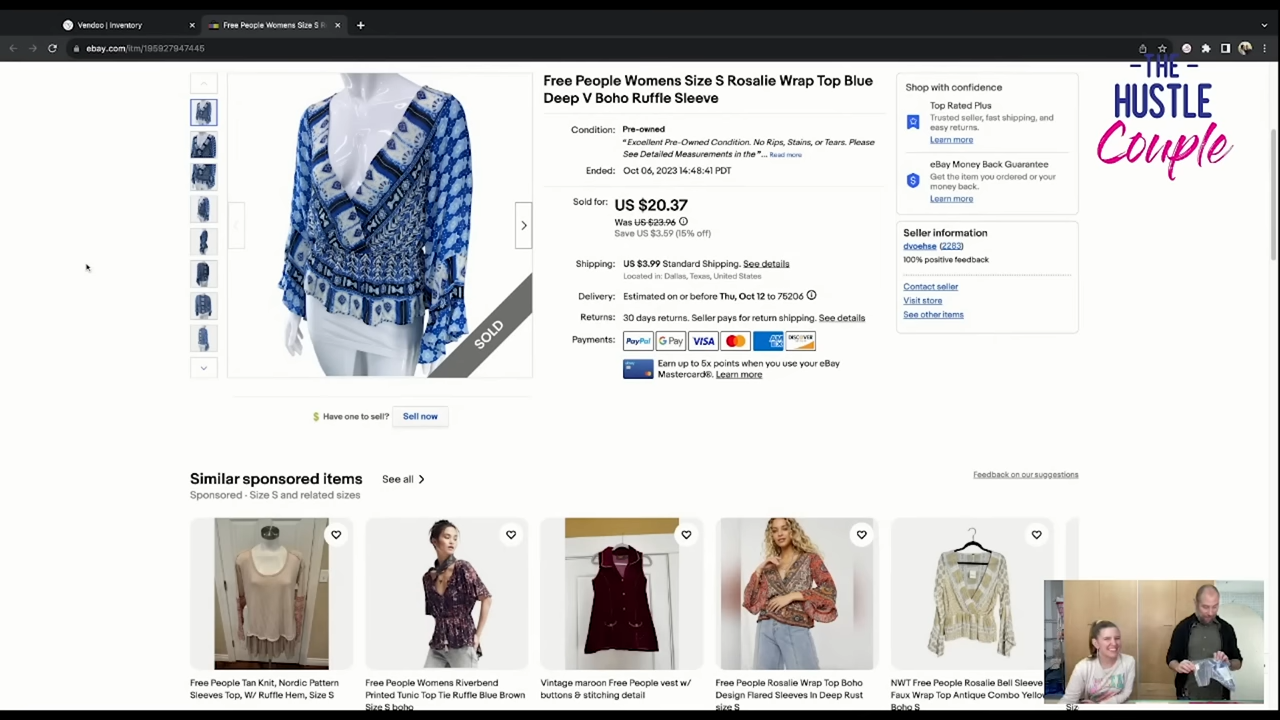 Vendoo | Inventory
Free People Womens Size S R
ebay.com/itm/195927947445
-THE-
HUSTLE
Couple
Free People Womens Size S Rosalie Wrap Top Blue
Deep V Boho Ruffle Sleeve
Condition: Pre-owned
"Excellent Pre-Owned Condition. No Rips, Stains, or Tears. Please
See Detailed Measurements in the"... Read more
Ended: Oct 06, 2023 14:48:41 PDT
Sold for: US $20.37
Was US $23.96
Save US $3.59 (15% off)
Shipping: US $3.99 Standard Shipping. See details
Located in: Dallas, Texas, United States
Delivery: Estimated on or before Thu, Oct 12 to 75206
Returns: 30 days returns. Seller pays for return shipping. See details
Payments: PayPal G Pay VISA AM EX DISCOVER
Earn up to 5x points when you use your eBay
Mastercard®. Learn more
SOLD
Have one to sell? Sell now
Shop with confidence
Top Rated Plus
Trusted seller, fast shipping, and
easy returns.
Learn more
eBay Money Back Guarantee
Get the item you ordered or your
money back.
Learn more
Seller information
dvoehse (2283)
100% positive feedback
Contact seller
Visit store
See other items
Similar sponsored items See all
Sponsored · Size S and related sizes
Feedback on our suggestions
Free People Tan Knit, Nordic Pattern
Sleeves Top, W/ Ruffle Hem, Size S
Free People Womens Riverbend
Printed Tunic Top Tie Ruffle Blue Brown
Size S boho
Vintage maroon Free People vest w/
buttons & stitching detail
Free People Rosalie Wrap Top Boho
Design Flared Sleeves In Deep Rust
size S
NWT Free People Rosalie Bell Sleeve
Faux Wrap Top Antique Combo Yello
Boho S
Siz